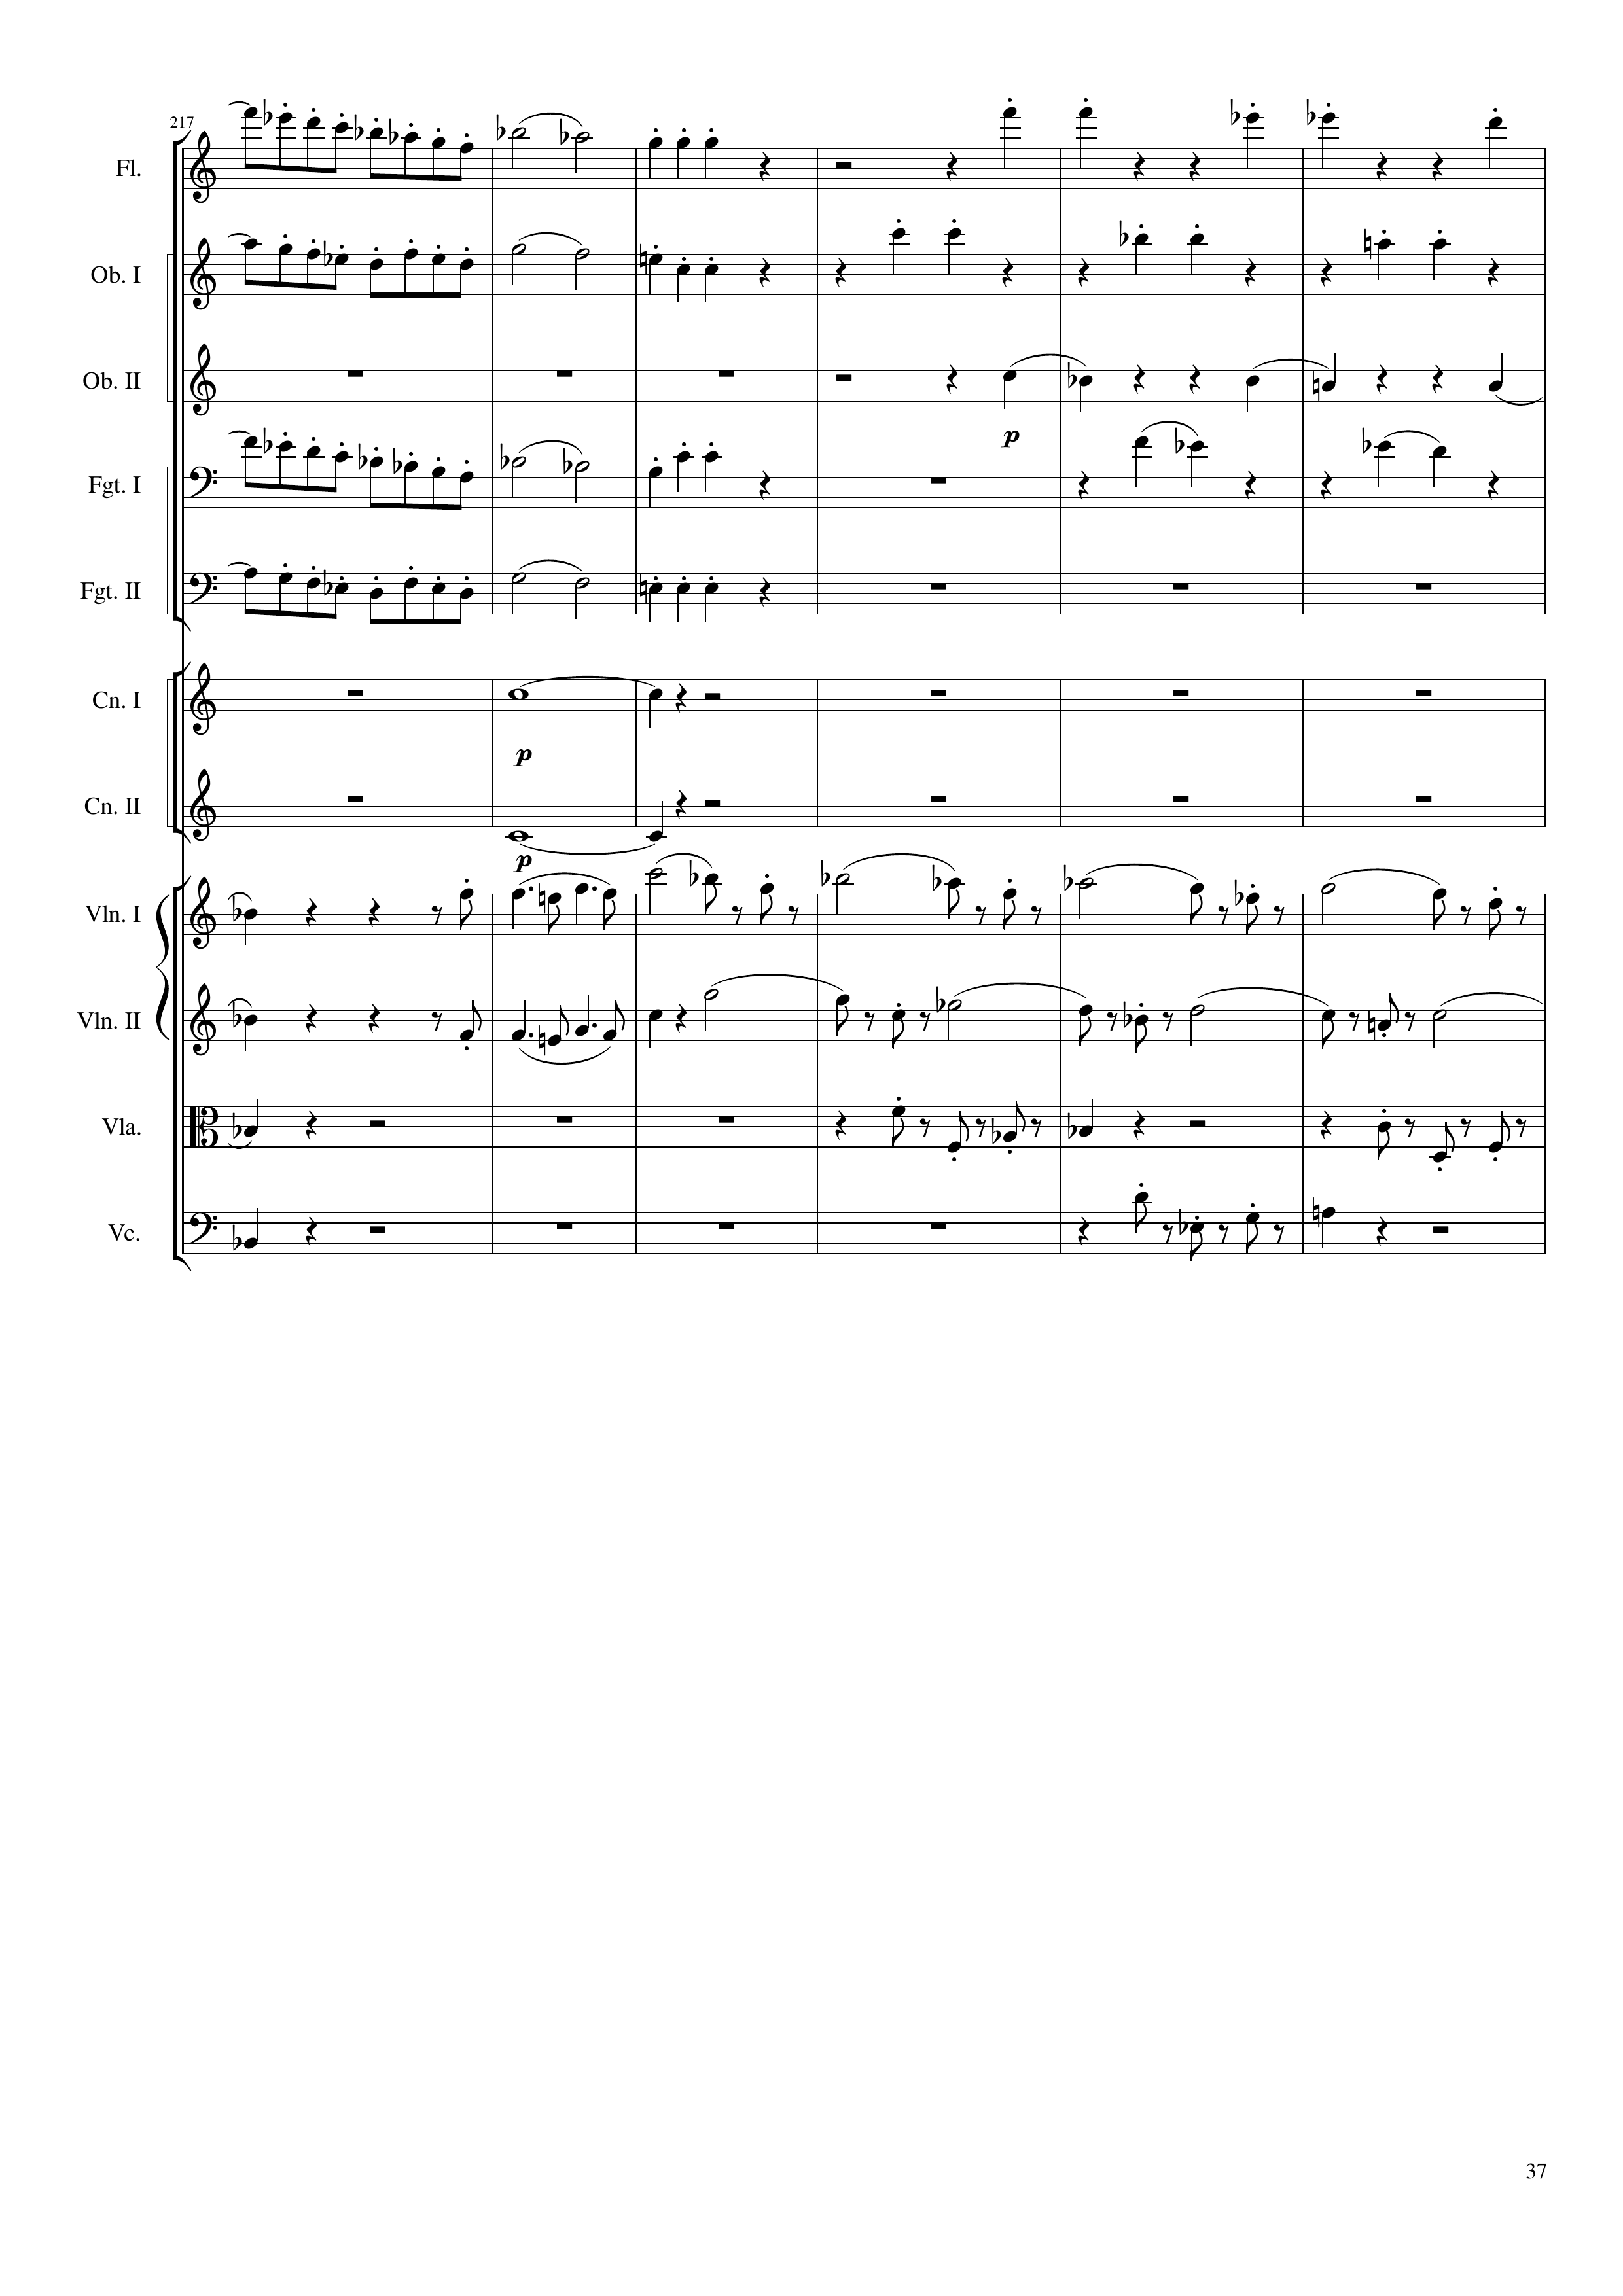 217
Fl.
Ob. I
Ob. II
p
Fgt. I
Fgt. II
Cn. I
p
Cn. II
p
Vln. I
Vln. II
Vla.
Vc.
37